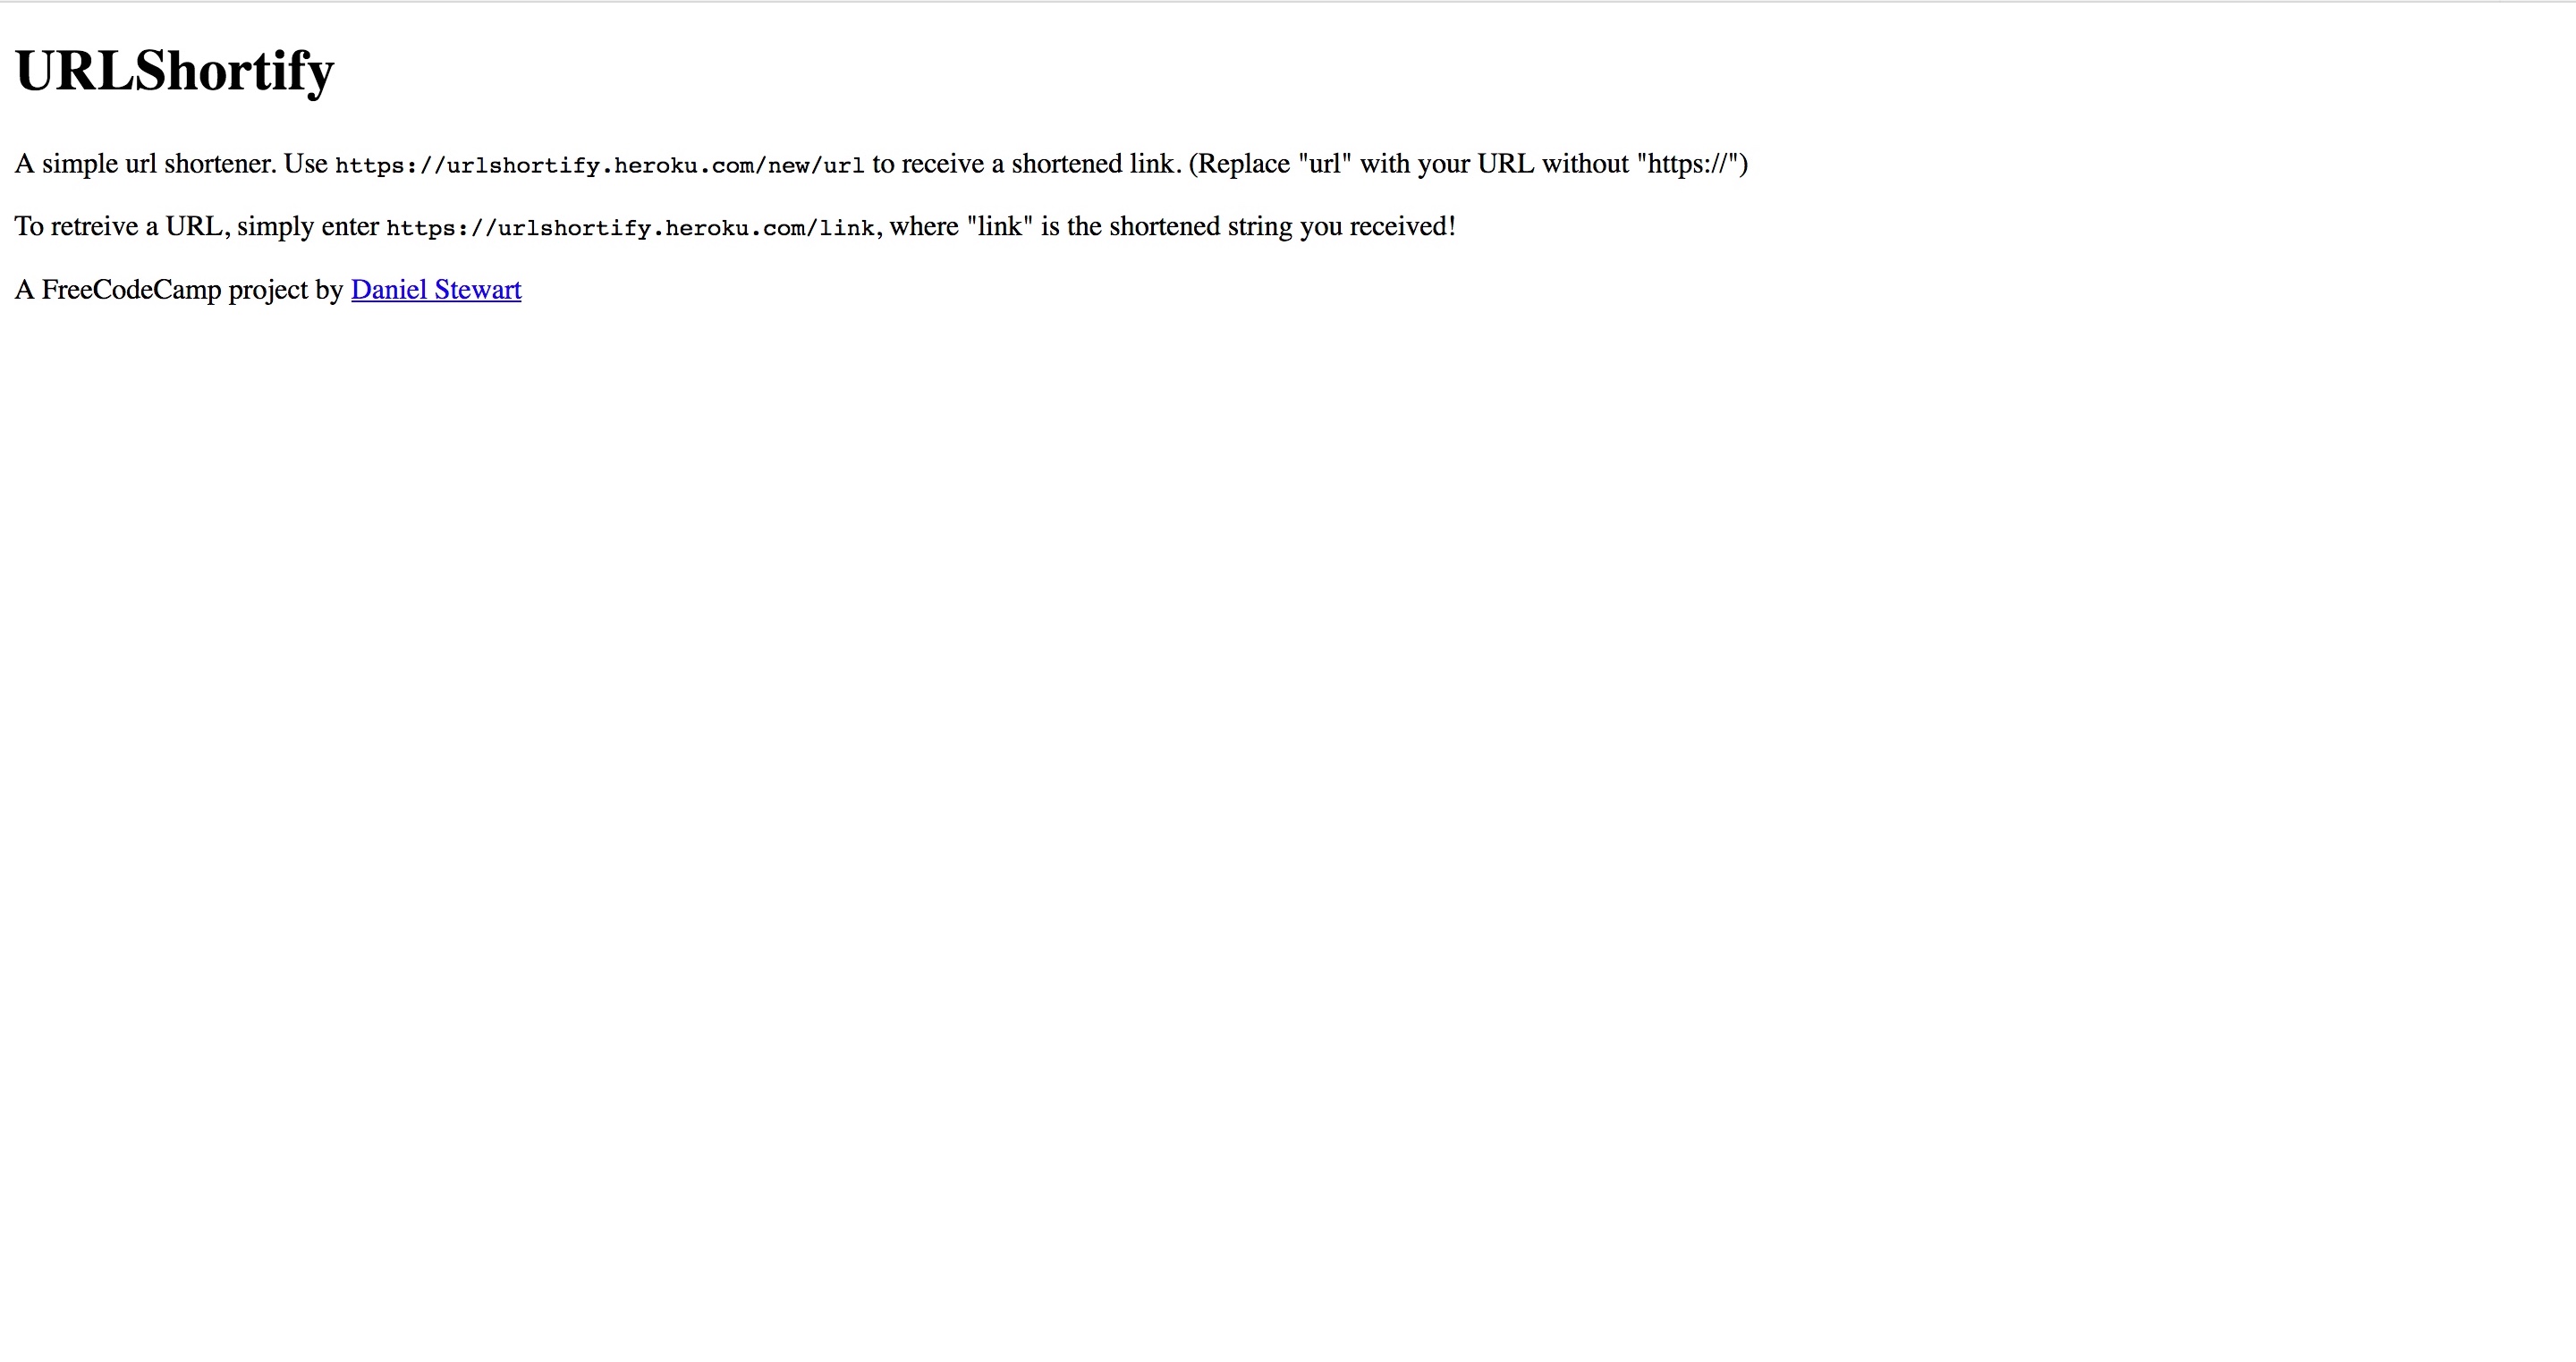 URLShortify
A simple url shortener. Use https://urlshortify.heroku.com/new/url to receive a shortened link. (Replace "url" with your URL without "https://")
To retreive a URL, simply enter https://urlshortify.heroku.com/link, where "link" is the shortened string you received!
A FreeCodeCamp project by Daniel Stewart